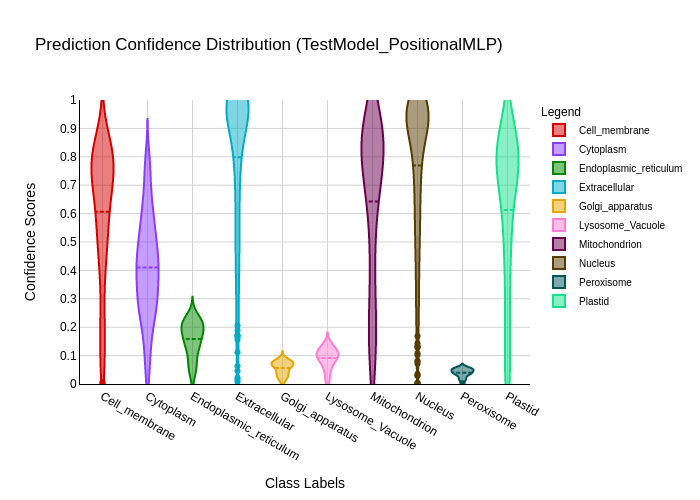 Prediction Confidence Distribution (TestModel_PositionalMLP)
Legend
Cell_membrane
Cytoplasm
Endoplasmic_reticulum
Extracellular
Golgi_apparatus
Lysosome_Vacuole
Mitochondrion
Nucleus
Peroxisome
Plastid
Confidence Scores
1
0.9
0.8
0.7
0.6
0.5
0.4
0.3
0.2
0.1
0
Cell_membrane
Cytoplasm
Endoplasmic_reticulum
Extracellular
Golgi_apparatus
Lysosome_Vacuole
Mitochondrion
Nucleus
Peroxisome
Plastid
Class Labels